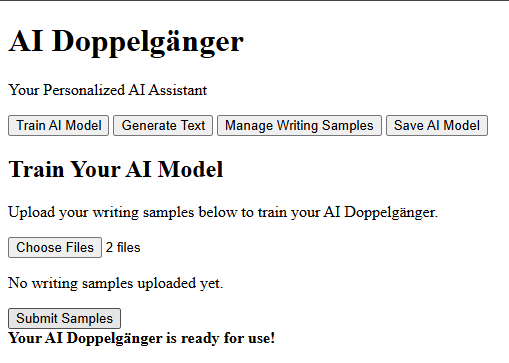 AI Doppelgänger
Your Personalized AI Assistant
Train AI Model Generate Text Manage Writing Samples Save AI Model
Train Your AI Model
Upload your writing samples below to train your AI Doppelgänger.
Choose Files 2 files
No writing samples uploaded yet.
Submit Samples
Your AI Doppelgänger is ready for use!